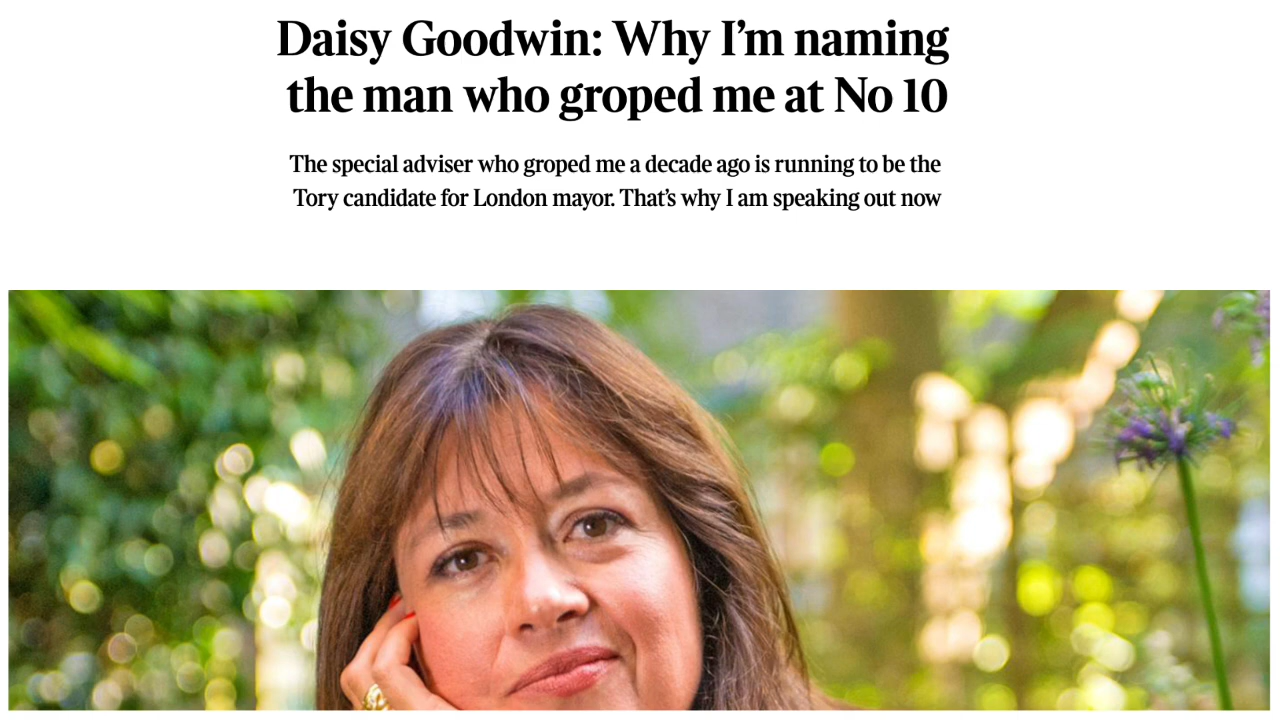 Daisy Goodwin: Why I’m naming
the man who groped me at No 10
The special adviser who groped me a decade ago is running to be the
Tory candidate for London mayor. That’s why I am speaking out now